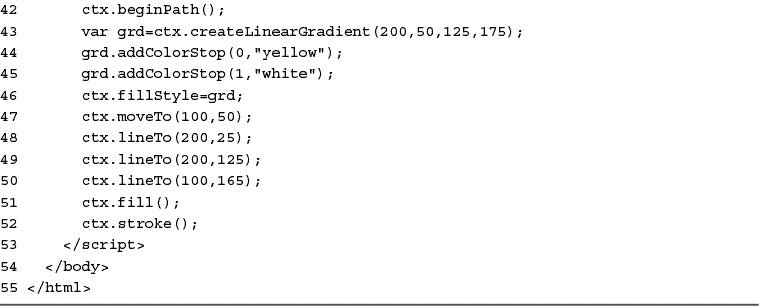 42       ctx.beginPath();
43       var grd=ctx.createLinearGradient(200,50,125,175);
44       grd.addColorStop(0,"yellow");
45       grd.addColorStop(1,"white");
46       ctx.fillStyle=grd;
47       ctx.moveTo(100,50);
48       ctx.lineTo(200,25);
49       ctx.lineTo(200,125);
50       ctx.lineTo(100,165);
51       ctx.fill();
52       ctx.stroke();
53     </script>
54   </body>
55 </html>